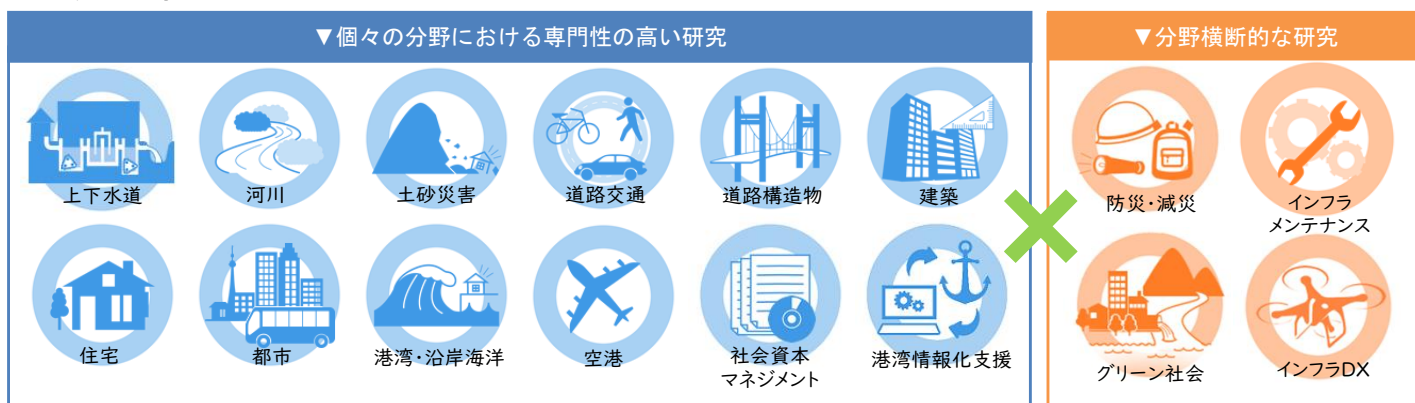 ▼個々の分野における専門性の高い研究
▼分野横断的な研究
上下水道
河川
土砂災害
道路交通
道路構造物
建築
防災・減災
インフラ
メンテナンス
住宅
都市
港湾・沿岸海洋
空港
社会資本
マネジメント
港湾情報化支援
グリーン社会
インフラDX